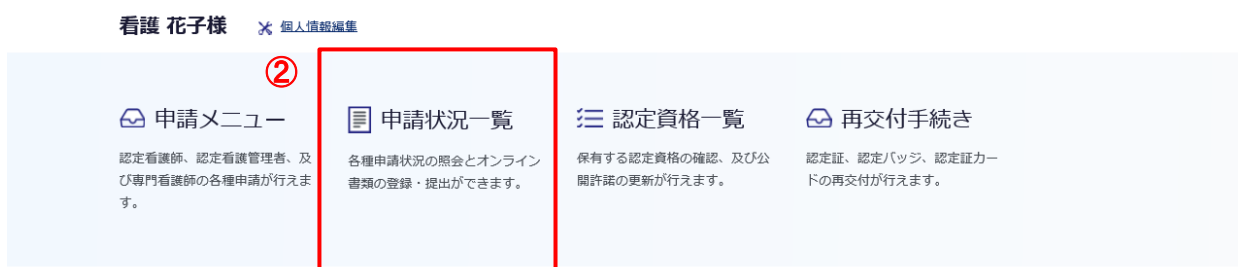 看護 花子様 個人情報編集
②
申請メニュー
認定看護師、認定看護管理者、及
び専門看護師の各種申請が行えま
す。
申請状況一覧
各種申請状況の照会とオンライン
書類の登録・提出ができます。
認定資格一覧
保有する認定資格の確認、及び公
開許諾の更新が行えます。
再交付手続き
認定証、認定バッジ、認定証カー
ドの再交付が行えます。